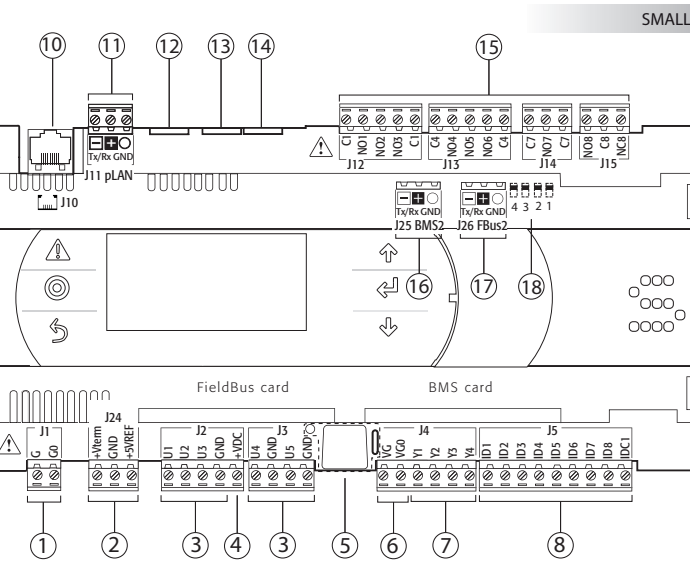 SMALL
10 11 12 13 14 15
C1 NO1 NO2 NO3 C1 C4 NO4 NO5 NO6 C4 C7 NO7 C7 NO8 C8 NC8
Tx/Rx GND
J11 pLAN
J12 J13 J14 J15
J10
Tx/Rx GND Tx/Rx GND 4 3 2 1
J25 BMS2 J26 FBus2
16 17 18
FieldBus card BMS card
J1 J24 J2 J3 J4 J5
G G0 +Vterm GND +5VREF U1 U2 U3 GND +VDC U4 GND U5 GND VG VG0 Y1 Y2 Y3 Y4 ID1 ID2 ID3 ID4 ID5 ID6 ID7 ID8 IDC1
1 2 3 4 3 5 6 7 8